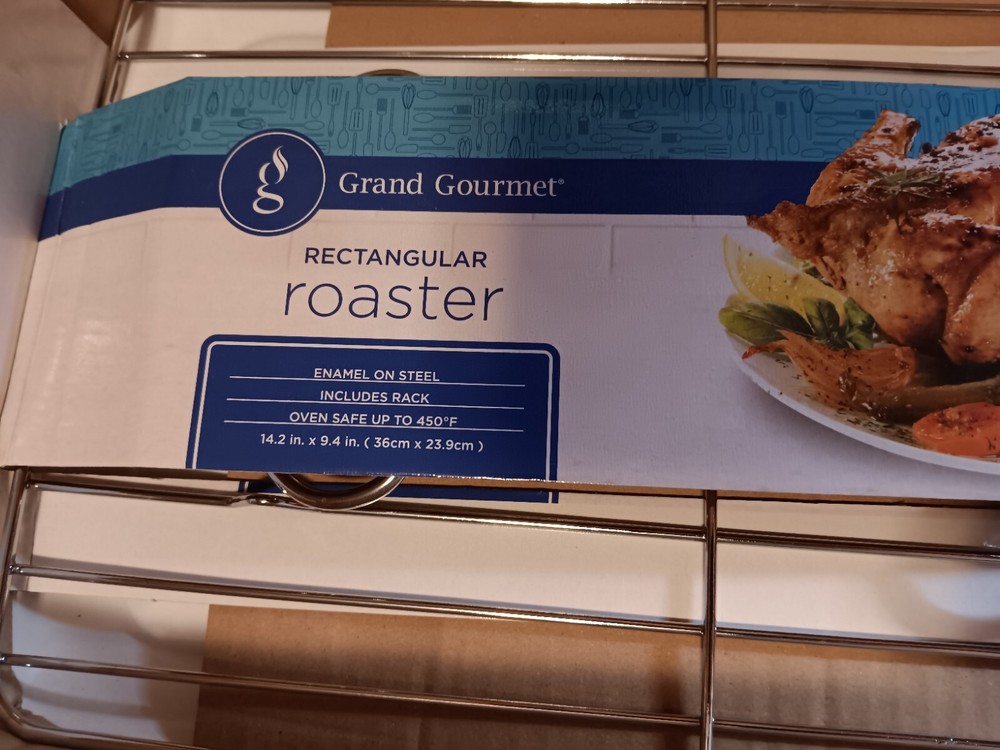 g
Grand Gourmet®
RECTANGULAR
roaster
ENAMEL ON STEEL
INCLUDES RACK
OVEN SAFE UP TO 450°F
14.2 in. x 9.4 in. ( 36cm x 23.9cm )